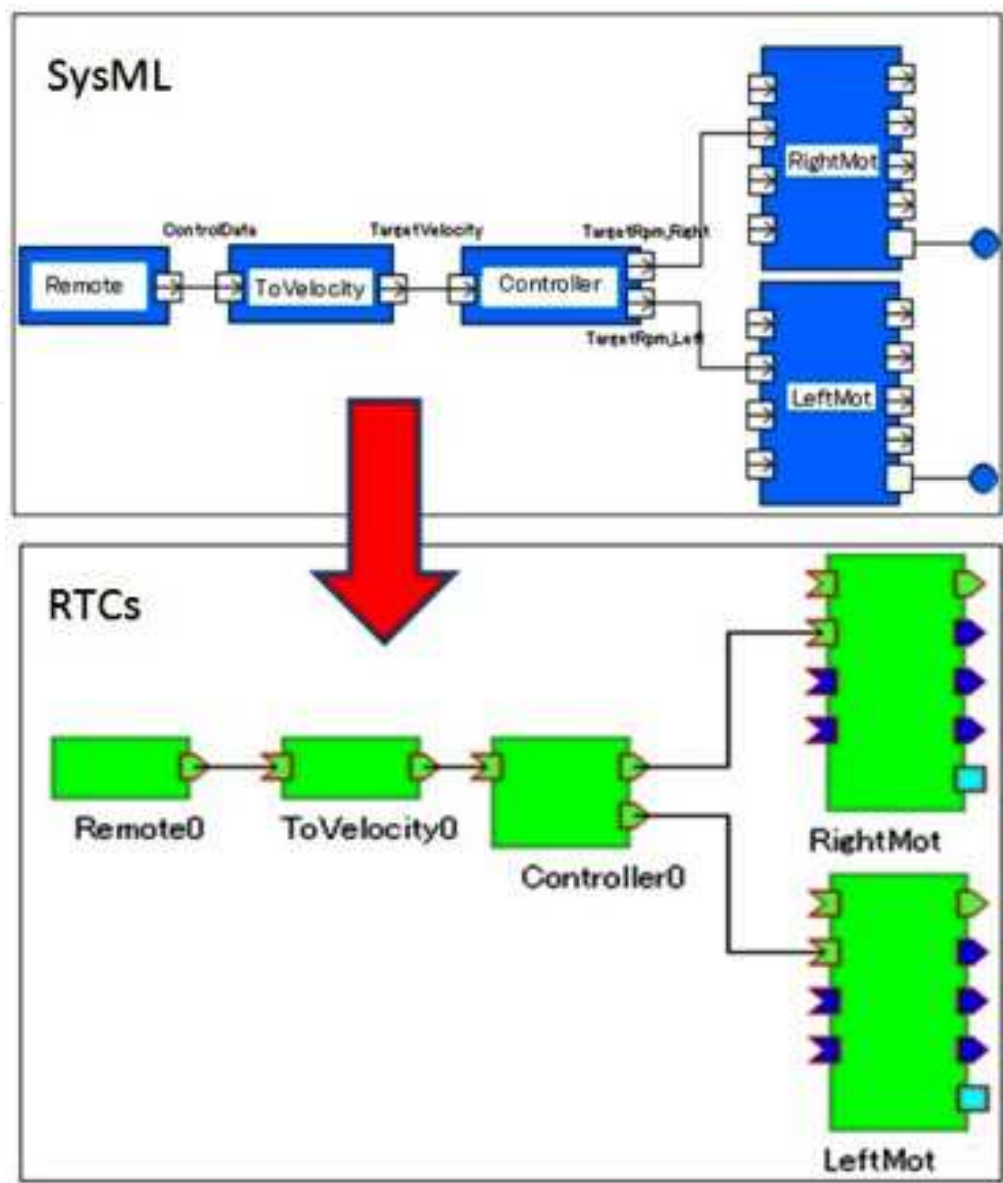 SysML
RightMot
ControlData
TargetVelocity
TargetRpm_Right
Remote
ToVelocity
Controller
TargetRpm_Left
LeftMot
RTCs
Remote0
ToVelocity0
Controller0
RightMot
LeftMot